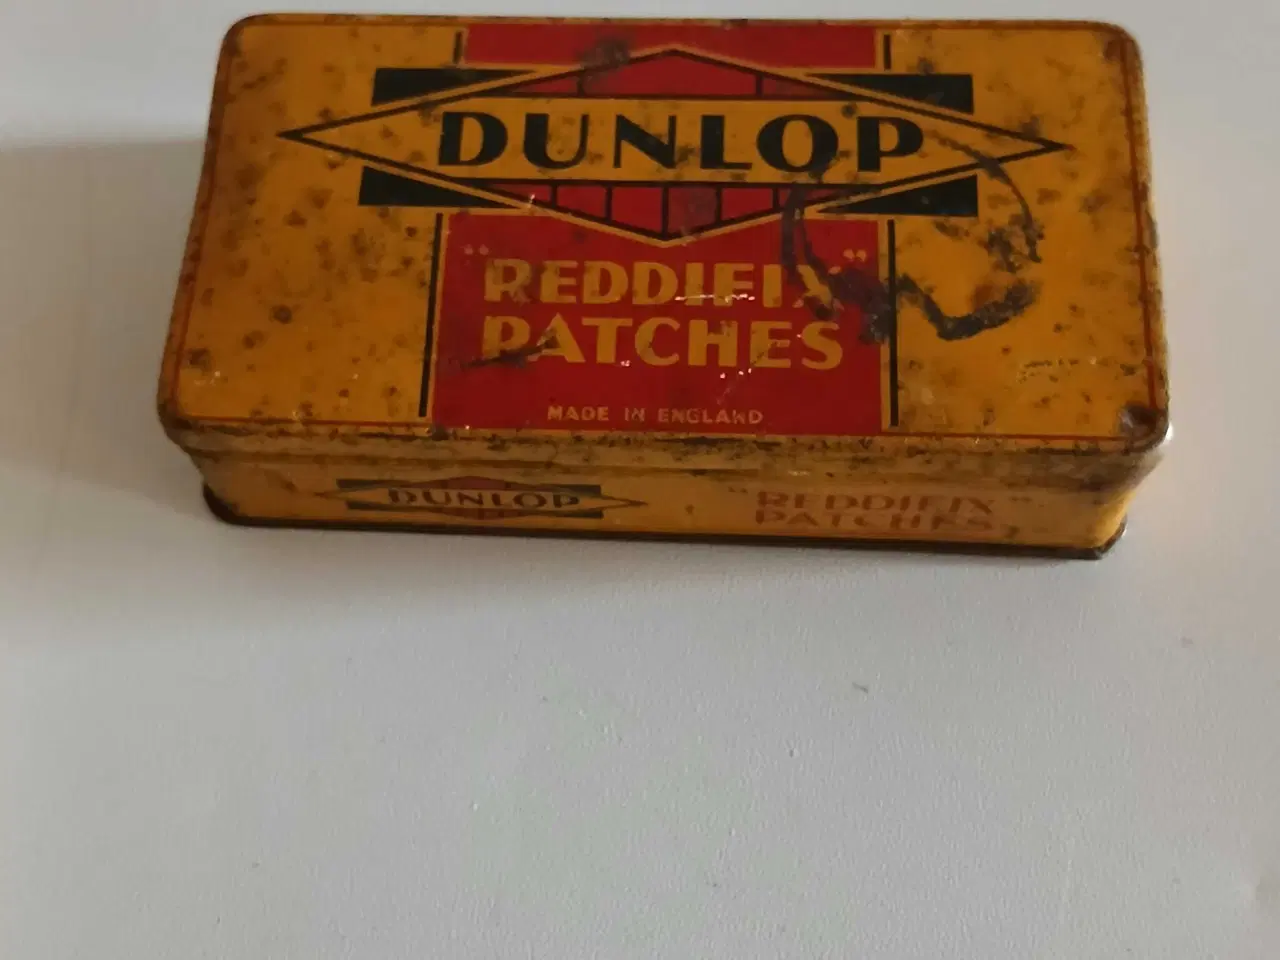 DUNLOP
"REDDIFIX"
PATCHES
MADE IN ENGLAND
DUNLOP
"REDDIFIX"
PATCHES